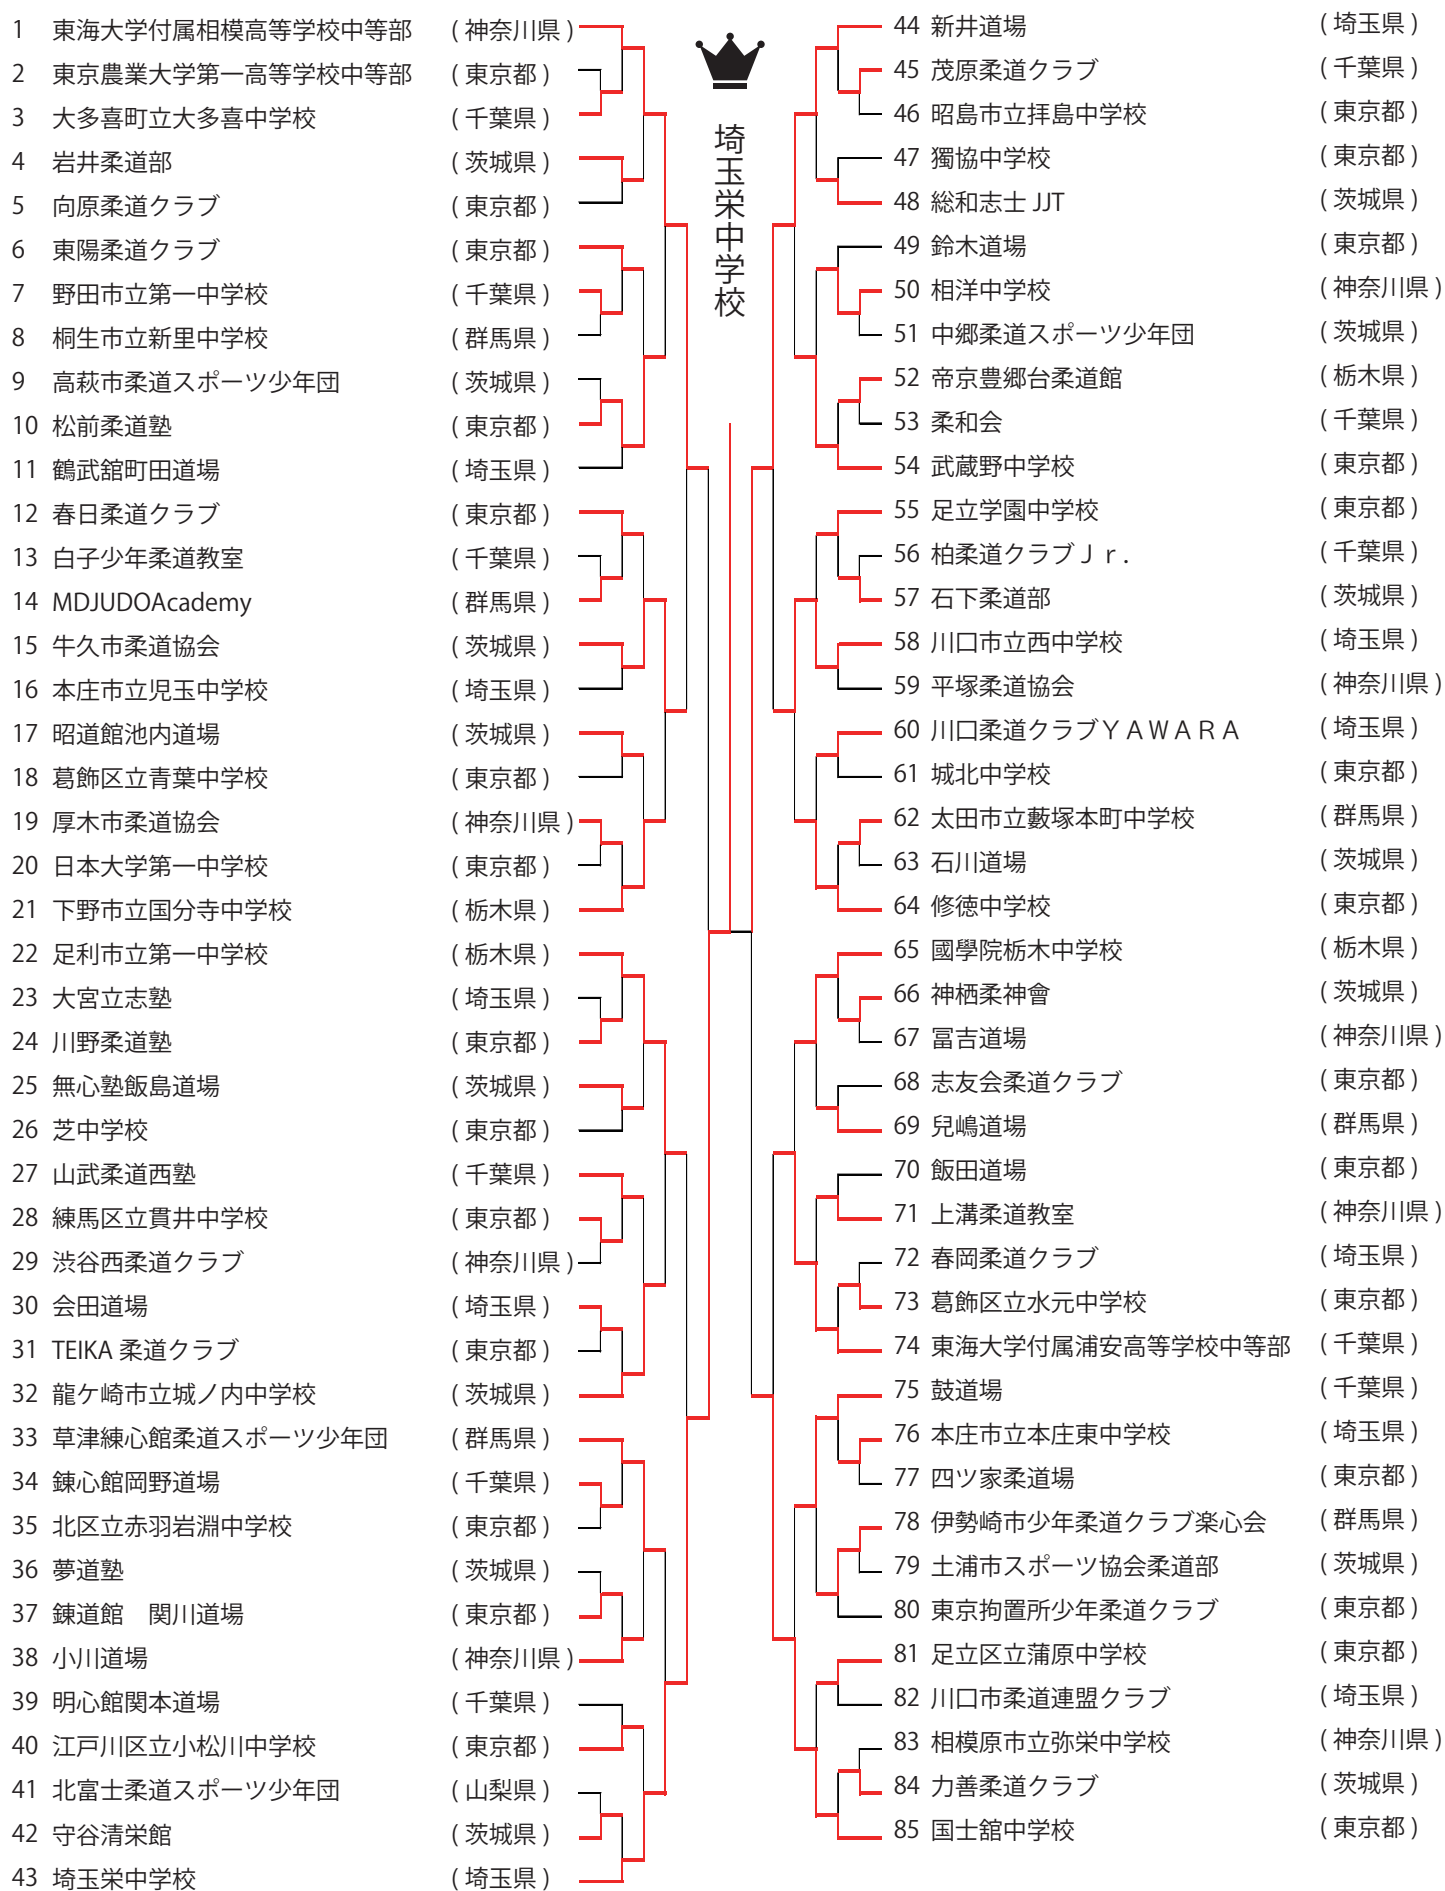 1 東海大学付属相模高等学校中等部 ( 神奈川県 )
2 東京農業大学第一高等学校中等部 ( 東京都 )
3 大多喜町立大多喜中学校 ( 千葉県 )
4 岩井柔道部 ( 茨城県 )
5 向原柔道クラブ ( 東京都 )
6 東陽柔道クラブ ( 東京都 )
7 野田市立第一中学校 ( 千葉県 )
8 桐生市立新里中学校 ( 群馬県 )
9 高萩市柔道スポーツ少年団 ( 茨城県 )
10 松前柔道塾 ( 東京都 )
11 鶴武舘町田道場 ( 埼玉県 )
12 春日柔道クラブ ( 東京都 )
13 白子少年柔道教室 ( 千葉県 )
14 MDJUDOAcademy ( 群馬県 )
15 牛久市柔道協会 ( 茨城県 )
16 本庄市立児玉中学校 ( 埼玉県 )
17 昭道館池内道場 ( 茨城県 )
18 葛飾区立青葉中学校 ( 東京都 )
19 厚木市柔道協会 ( 神奈川県 )
20 日本大学第一中学校 ( 東京都 )
21 下野市立国分寺中学校 ( 栃木県 )
22 足利市立第一中学校 ( 栃木県 )
23 大宮立志塾 ( 埼玉県 )
24 川野柔道塾 ( 東京都 )
25 無心塾飯島道場 ( 茨城県 )
26 芝中学校 ( 東京都 )
27 山武柔道西塾 ( 千葉県 )
28 練馬区立貫井中学校 ( 東京都 )
29 渋谷西柔道クラブ ( 神奈川県 )
30 会田道場 ( 埼玉県 )
31 TEIKA 柔道クラブ ( 東京都 )
32 龍ケ崎市立城ノ内中学校 ( 茨城県 )
33 草津練心館柔道スポーツ少年団 ( 群馬県 )
34 錬心館岡野道場 ( 千葉県 )
35 北区立赤羽岩淵中学校 ( 東京都 )
36 夢道塾 ( 茨城県 )
37 錬道館　関川道場 ( 東京都 )
38 小川道場 ( 神奈川県 )
39 明心館関本道場 ( 千葉県 )
40 江戸川区立小松川中学校 ( 東京都 )
41 北富士柔道スポーツ少年団 ( 山梨県 )
42 守谷清栄館 ( 茨城県 )
43 埼玉栄中学校 ( 埼玉県 )
埼玉栄中学校
44 新井道場 ( 埼玉県 )
45 茂原柔道クラブ ( 千葉県 )
46 昭島市立拝島中学校 ( 東京都 )
47 獨協中学校 ( 東京都 )
48 総和志士 JJT ( 茨城県 )
49 鈴木道場 ( 東京都 )
50 相洋中学校 ( 神奈川県 )
51 中郷柔道スポーツ少年団 ( 茨城県 )
52 帝京豊郷台柔道館 ( 栃木県 )
53 柔和会 ( 千葉県 )
54 武蔵野中学校 ( 東京都 )
55 足立学園中学校 ( 東京都 )
56 柏柔道クラブＪｒ. ( 千葉県 )
57 石下柔道部 ( 茨城県 )
58 川口市立西中学校 ( 埼玉県 )
59 平塚柔道協会 ( 神奈川県 )
60 川口柔道クラブＹＡＷＡＲＡ ( 埼玉県 )
61 城北中学校 ( 東京都 )
62 太田市立藪塚本町中学校 ( 群馬県 )
63 石川道場 ( 茨城県 )
64 修徳中学校 ( 東京都 )
65 國學院栃木中学校 ( 栃木県 )
66 神栖柔神會 ( 茨城県 )
67 冨吉道場 ( 神奈川県 )
68 志友会柔道クラブ ( 東京都 )
69 兒嶋道場 ( 群馬県 )
70 飯田道場 ( 東京都 )
71 上溝柔道教室 ( 神奈川県 )
72 春岡柔道クラブ ( 埼玉県 )
73 葛飾区立水元中学校 ( 東京都 )
74 東海大学付属浦安高等学校中等部 ( 千葉県 )
75 鼓道場 ( 千葉県 )
76 本庄市立本庄東中学校 ( 埼玉県 )
77 四ツ家柔道場 ( 東京都 )
78 伊勢崎市少年柔道クラブ楽心会 ( 群馬県 )
79 土浦市スポーツ協会柔道部 ( 茨城県 )
80 東京拘置所少年柔道クラブ ( 東京都 )
81 足立区立蒲原中学校 ( 東京都 )
82 川口市柔道連盟クラブ ( 埼玉県 )
83 相模原市立弥栄中学校 ( 神奈川県 )
84 力善柔道クラブ ( 茨城県 )
85 国士舘中学校 ( 東京都 )